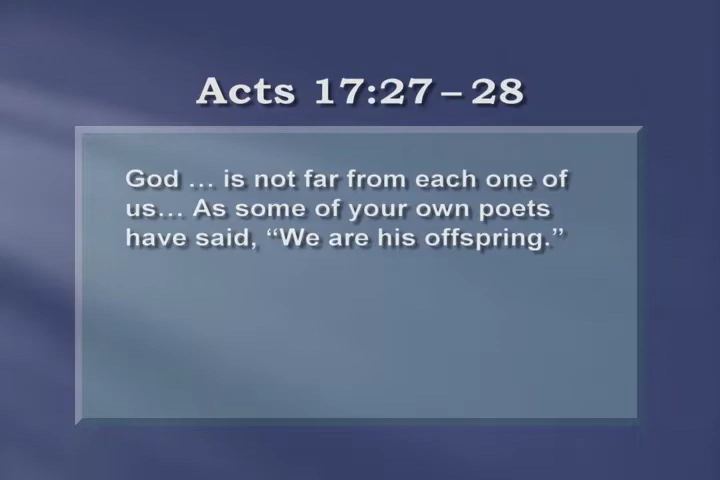 Acts 17:27–28
God … is not far from each one of
us… As some of your own poets
have said, “We are his offspring.”